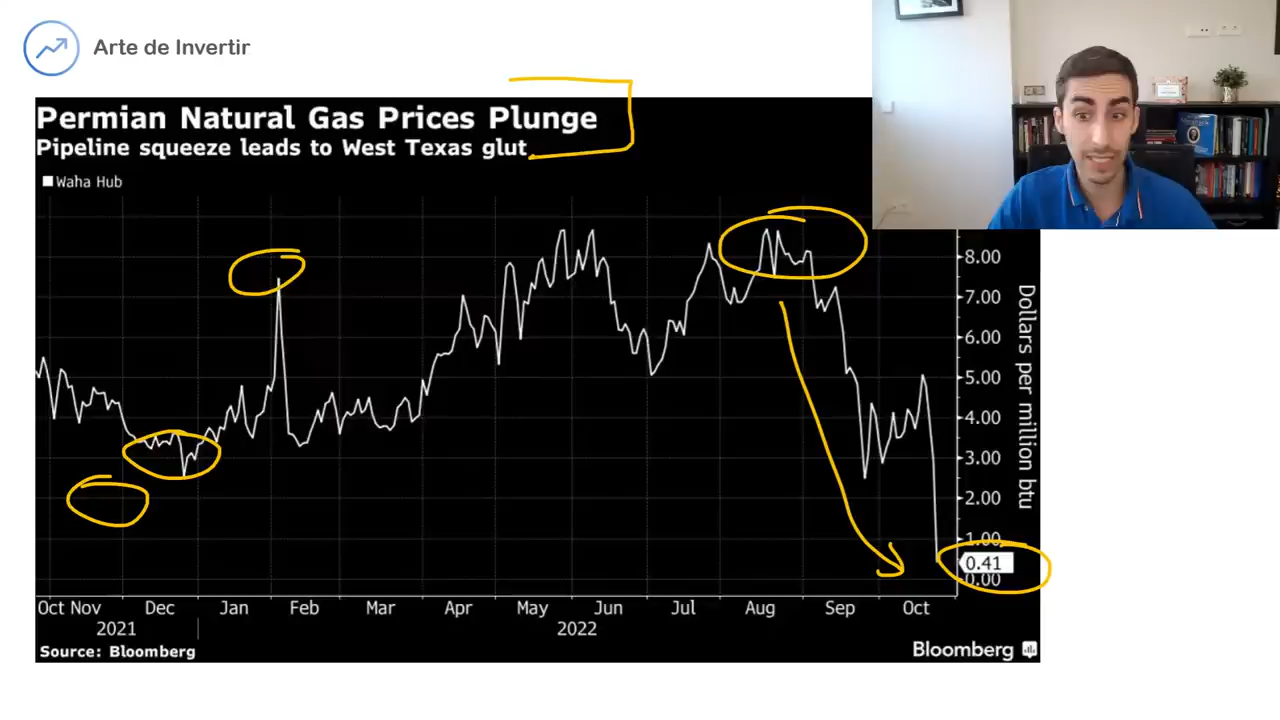 Arte de Invertir
Permian Natural Gas Prices Plunge
Pipeline squeeze leads to West Texas glut
Waha Hub
8.00
7.00
6.00
5.00
4.00
3.00
2.00
1.00
0.41
0.00
Dollars per million btu
Oct Nov Dec Jan Feb Mar Apr May Jun Jul Aug Sep Oct
2021 2022
Source: Bloomberg
Bloomberg